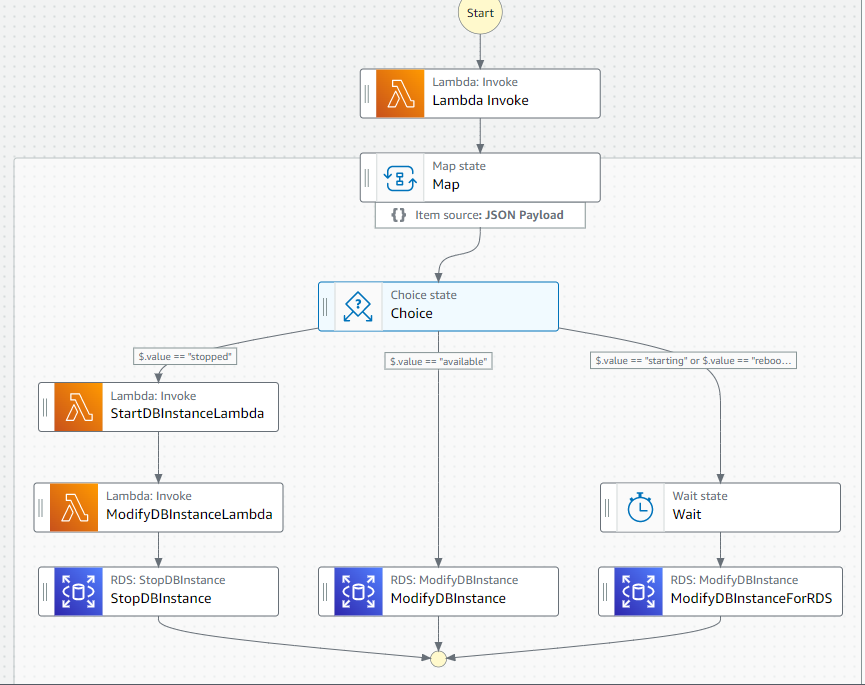 Start
Lambda: Invoke
Lambda Invoke
Map state
Map
{} Item source: JSON Payload
Choice state
Choice
?
$.value == "stopped"
$.value == "available"
$.value == "starting" or $.value == "reboo...
Lambda: Invoke
StartDBInstanceLambda
Lambda: Invoke
ModifyDBInstanceLambda
Wait state
Wait
RDS: StopDBInstance
StopDBInstance
RDS: ModifyDBInstance
ModifyDBInstance
RDS: ModifyDBInstance
ModifyDBInstanceForRDS